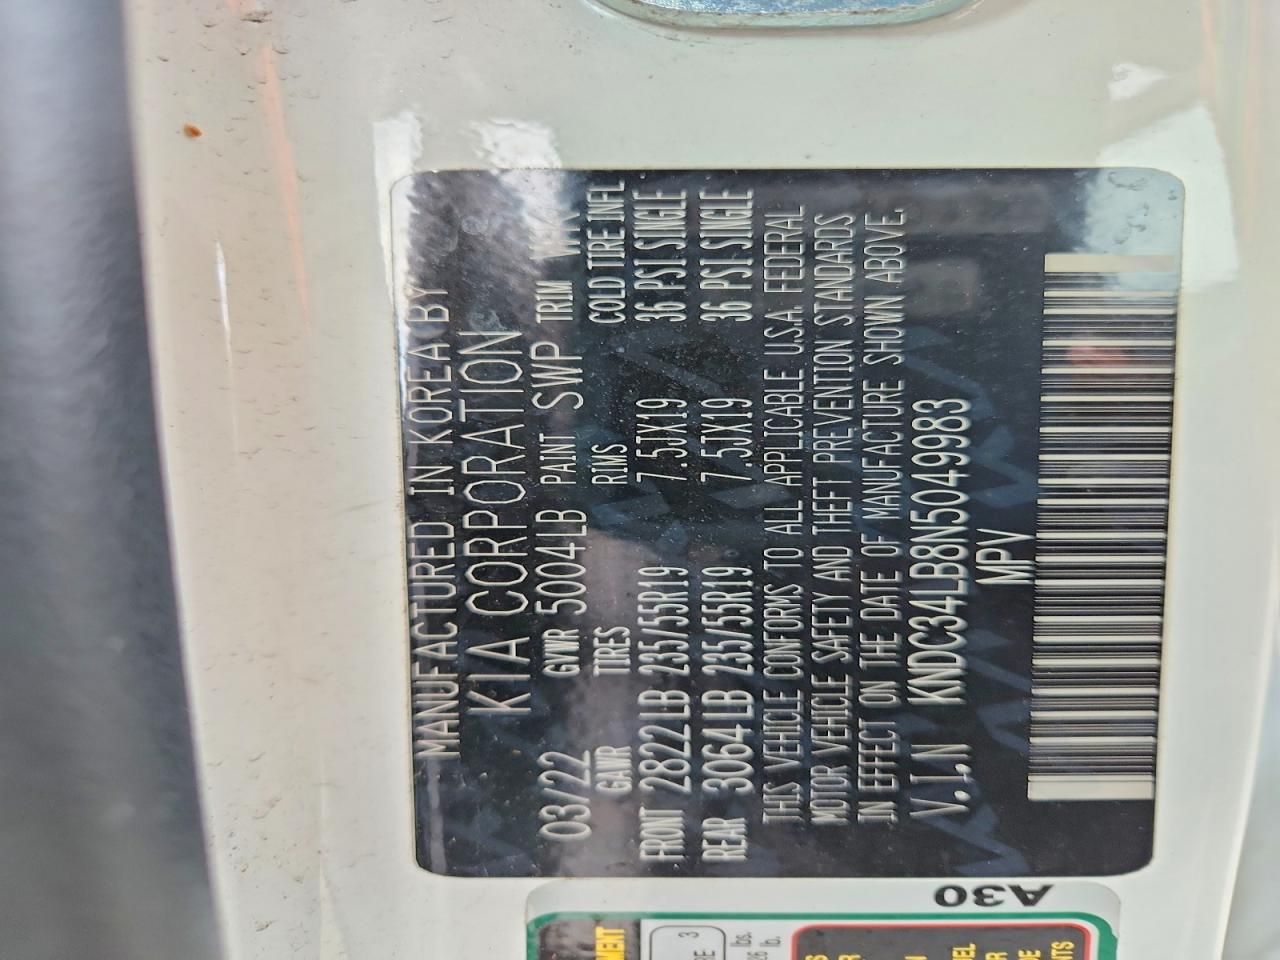 MANUFACTURED IN KOREA BY
KIA CORPORATION
03/22 GVWR 5004LB PAINT SWP TRIM
GAWR TIRES RIMS COLD TIRE INFL
FRONT 2822LB 235/55R19 7.5JX19 36 PSI SINGLE
REAR 3064LB 235/55R19 7.5JX19 36 PSI SINGLE
THIS VEHICLE CONFORMS TO ALL APPLICABLE U.S.A. FEDERAL
MOTOR VEHICLE SAFETY AND THEFT PREVENTION STANDARDS
IN EFFECT ON THE DATE OF MANUFACTURE SHOWN ABOVE.
V.I.N KNDC34LB8N5049983
MPV
A30
3
lbs.
lb.